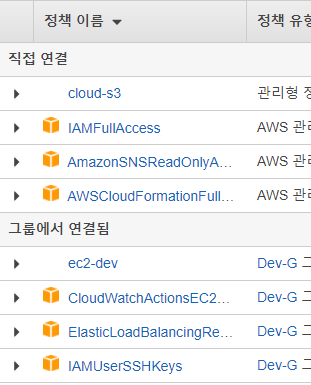 정책 이름 정책 유형
직접 연결
cloud-s3 관리형 정
IAMFullAccess AWS 관리
AmazonSNSReadOnlyA... AWS 관리
AWSCloudFormationFull... AWS 관리
그룹에서 연결됨
ec2-dev Dev-G 그
CloudWatchActionsEC2... Dev-G 그
ElasticLoadBalancingRe... Dev-G 그
IAMUserSSHKeys Dev-G 그